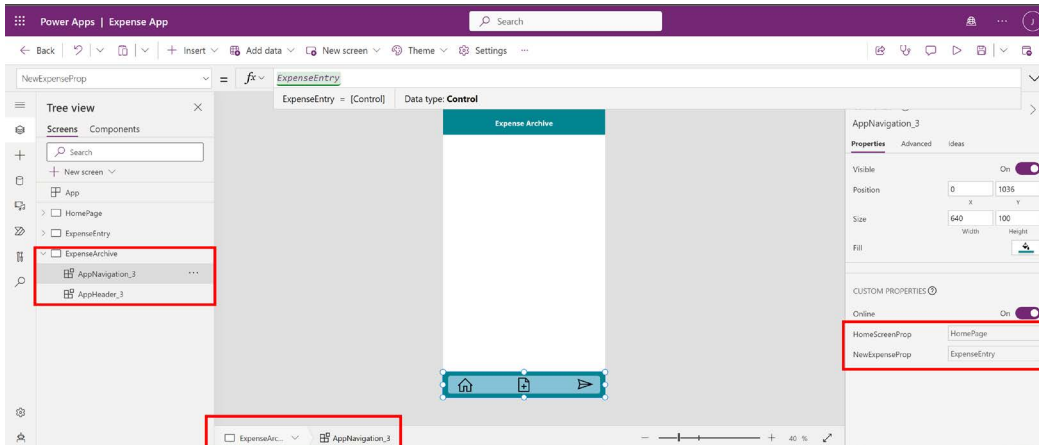 Power Apps | Expense App
Search
J
Back
Insert
Add data
New screen
Theme
Settings
...
NewExpenseProp
=
fx
ExpenseEntry
ExpenseEntry = [Control]
Data type: Control
Tree view
Screens
Components
Search
New screen
App
HomePage
ExpenseEntry
ExpenseArchive
AppNavigation_3
...
AppHeader_3
Expense Archive
AppNavigation_3
Properties
Advanced
Ideas
Visible
On
Position
0
1036
X
Y
Size
640
100
Width
Height
Fill
CUSTOM PROPERTIES
Online
On
HomeScreenProp
HomePage
NewExpenseProp
ExpenseEntry
ExpenseArc...
AppNavigation_3
40 %